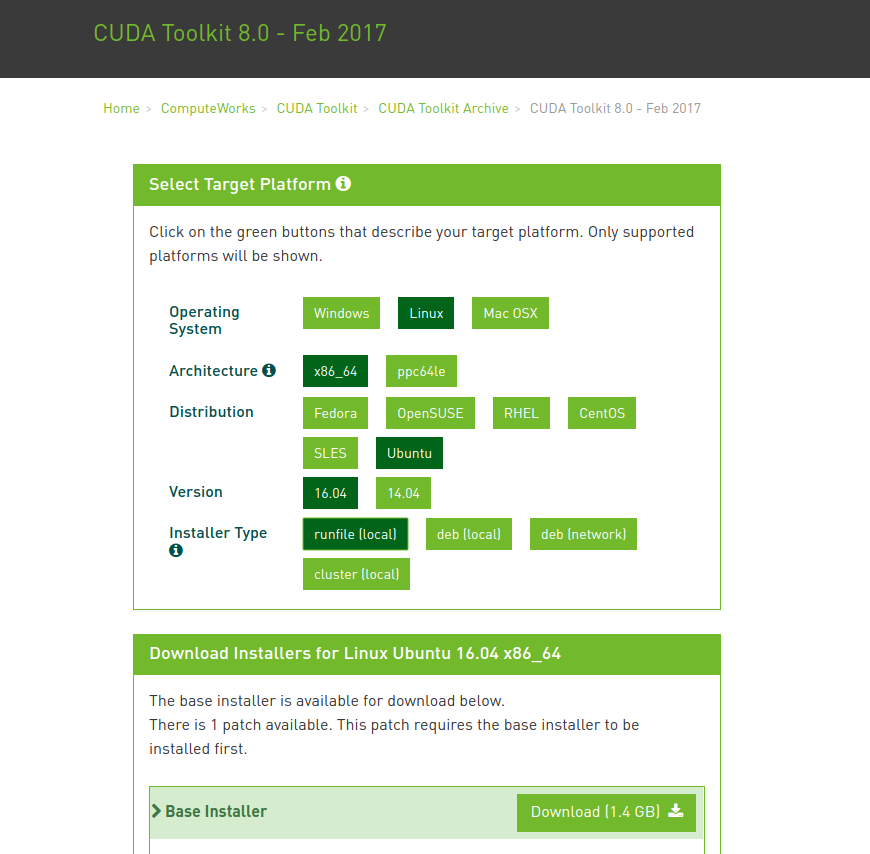 CUDA Toolkit 8.0 - Feb 2017
Home > ComputeWorks > CUDA Toolkit > CUDA Toolkit Archive > CUDA Toolkit 8.0 - Feb 2017
Select Target Platform
Click on the green buttons that describe your target platform. Only supported
platforms will be shown.
Operating
System
Windows Linux Mac OSX
Architecture x86_64 ppc64le
Distribution Fedora OpenSUSE RHEL CentOS
SLES Ubuntu
Version 16.04 14.04
Installer Type runfile (local) deb (local) deb (network)
cluster (local)
Download Installers for Linux Ubuntu 16.04 x86_64
The base installer is available for download below.
There is 1 patch available. This patch requires the base installer to be
installed first.
Base Installer Download (1.4 GB)